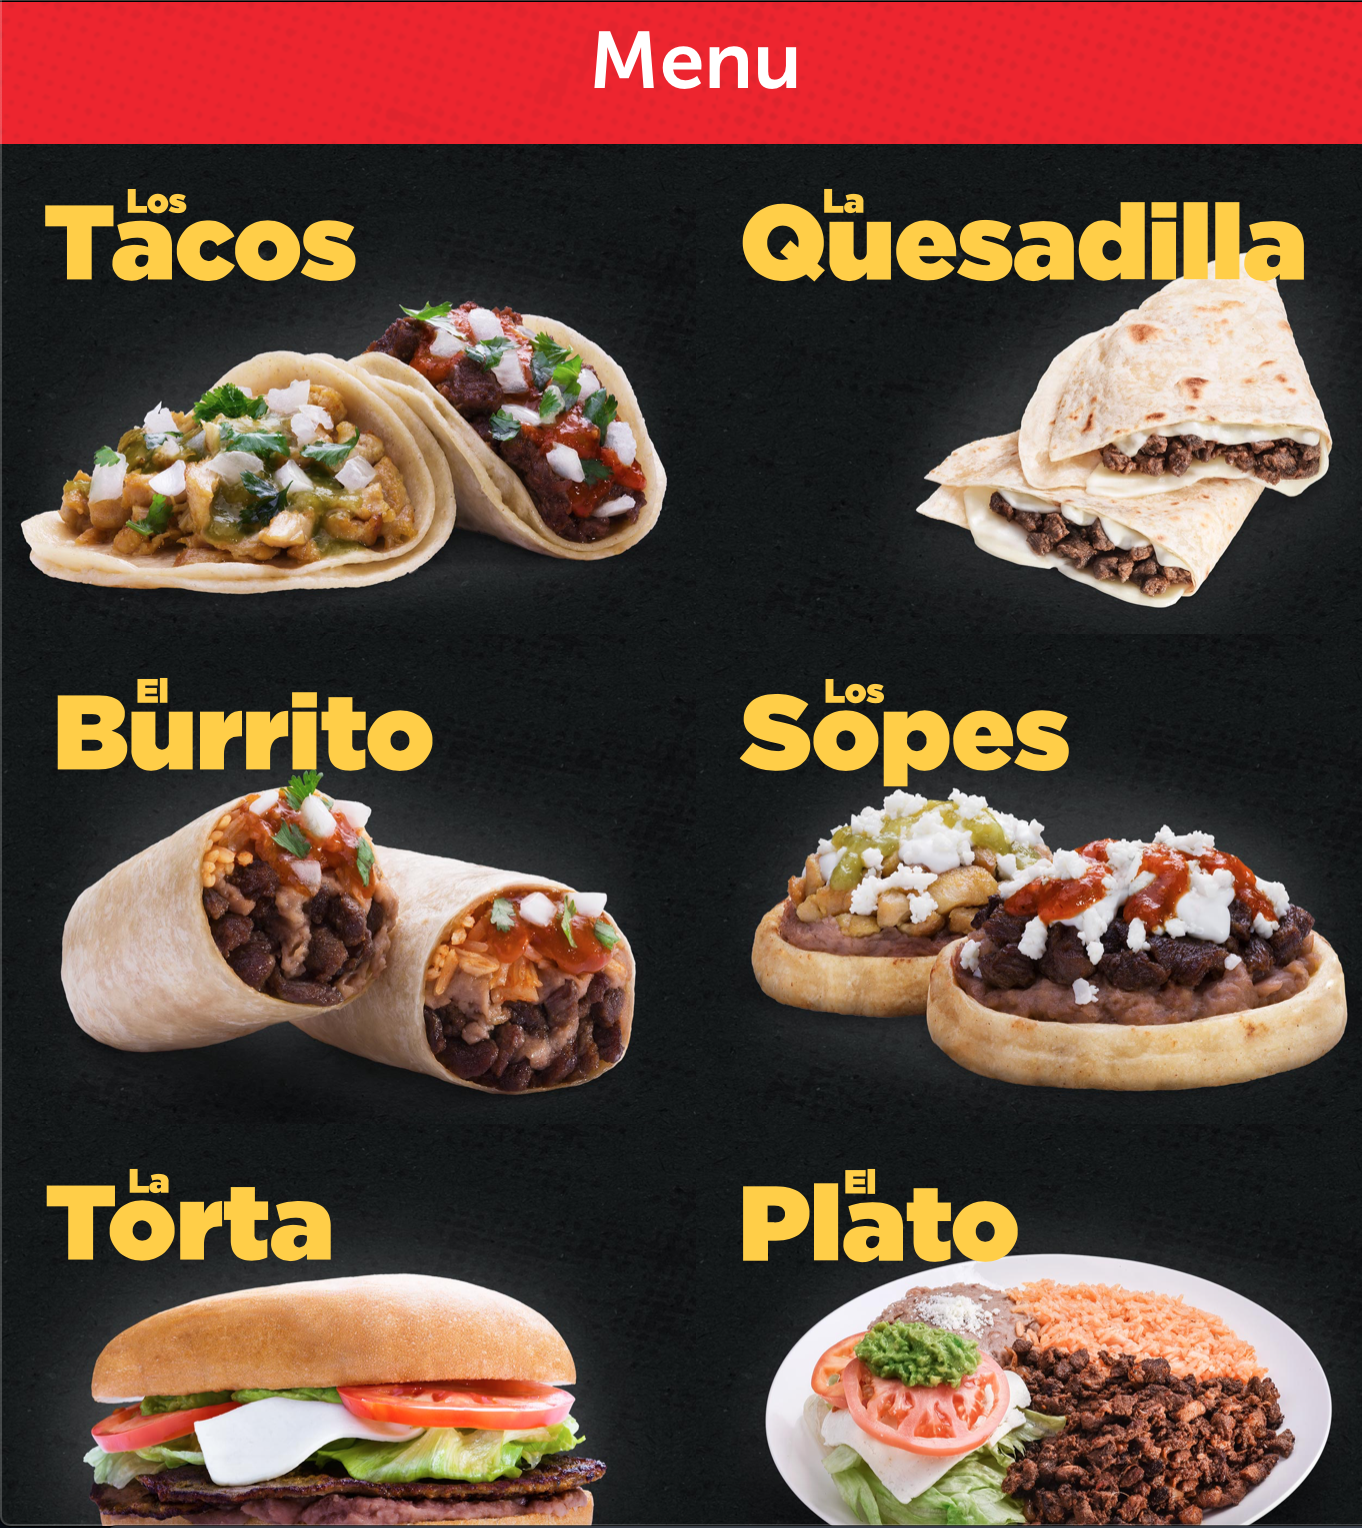 Menu
Los
Tacos
La
Quesadilla
El
Burrito
Los
Sopes
La
Torta
El
Plato